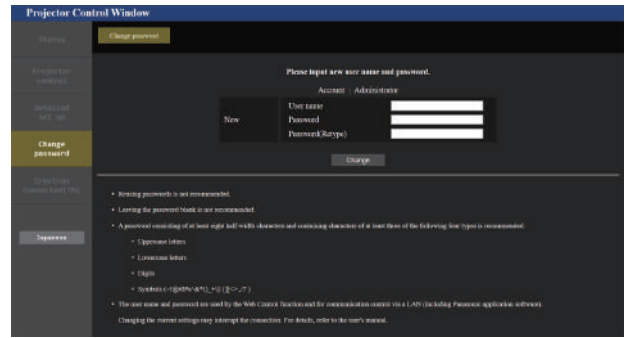 Projector Control Window
Status
Change password
Projector control
Detailed set up
Change password
Crestron Connected(TM)
Japanese
Please input new user name and password.
Account : Administrator
New
User name
Password
Password(Retype)
Change
• Reusing passwords is not recommended.
• Leaving the password blank is not recommended.
• A password consisting of at least eight half-width characters and containing characters of at least three of the following four types is recommended.
• Uppercase letters
• Lowercase letters
• Digits
• Symbols
• The user name and password are used by the Web Control function and for communication control via a LAN (including Panasonic application software).
Changing the current settings may interrupt the connection. For details, refer to the user's manual.